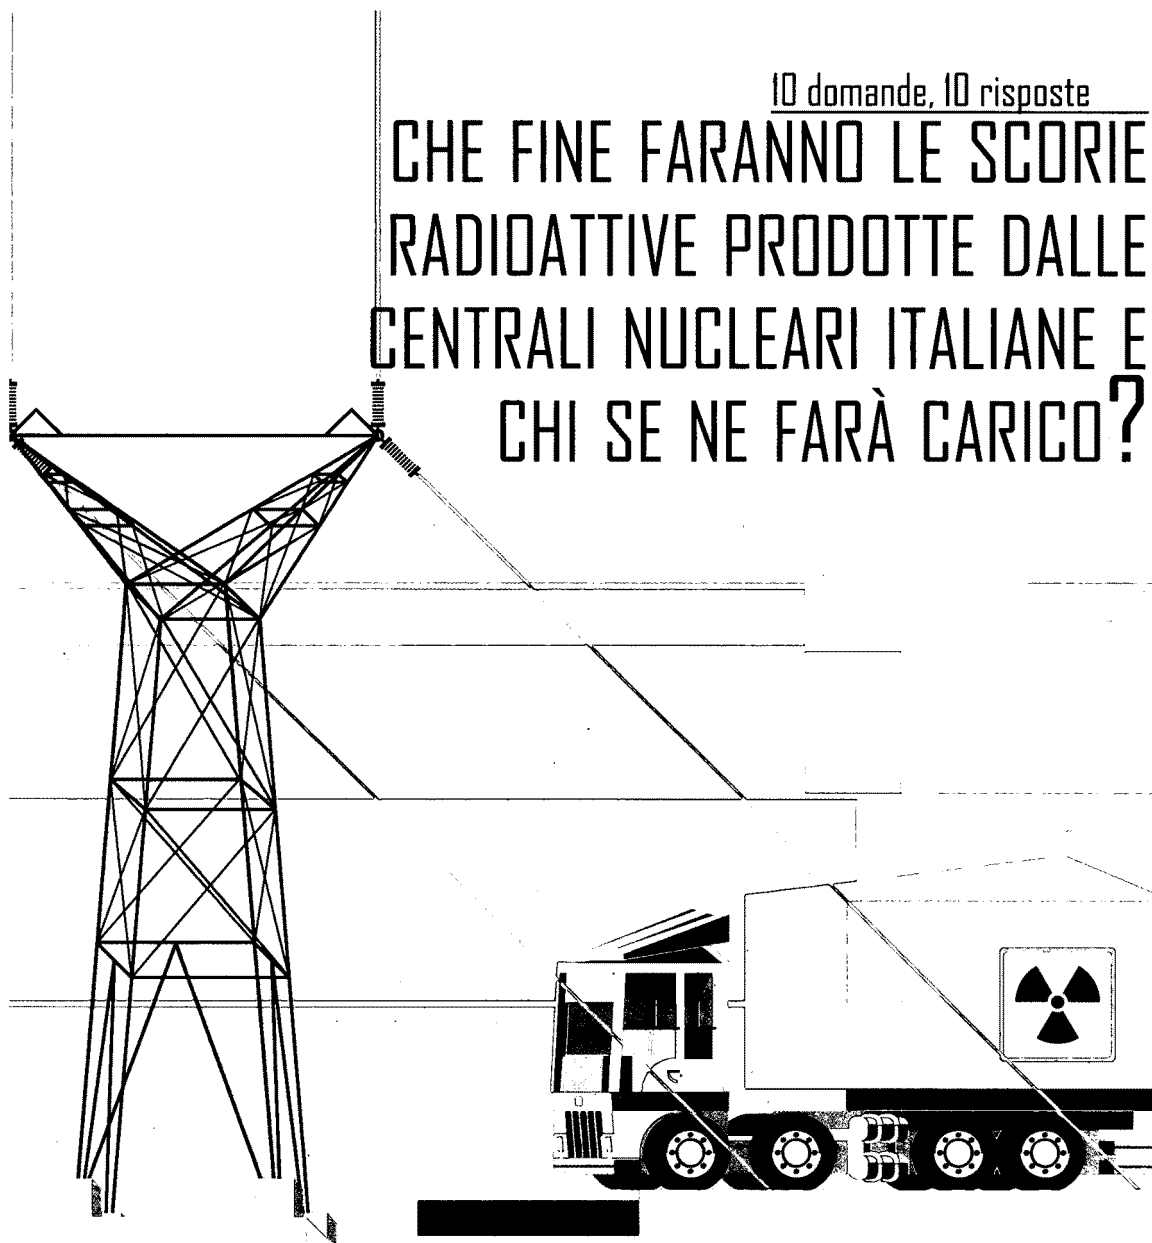 10 domande, 10 risposte
CHE FINE FARANNO LE SCORIE
RADIOATTIVE PRODOTTE DALLE
CENTRALI NUCLEARI ITALIANE E
CHI SE NE FARÀ CARICO?